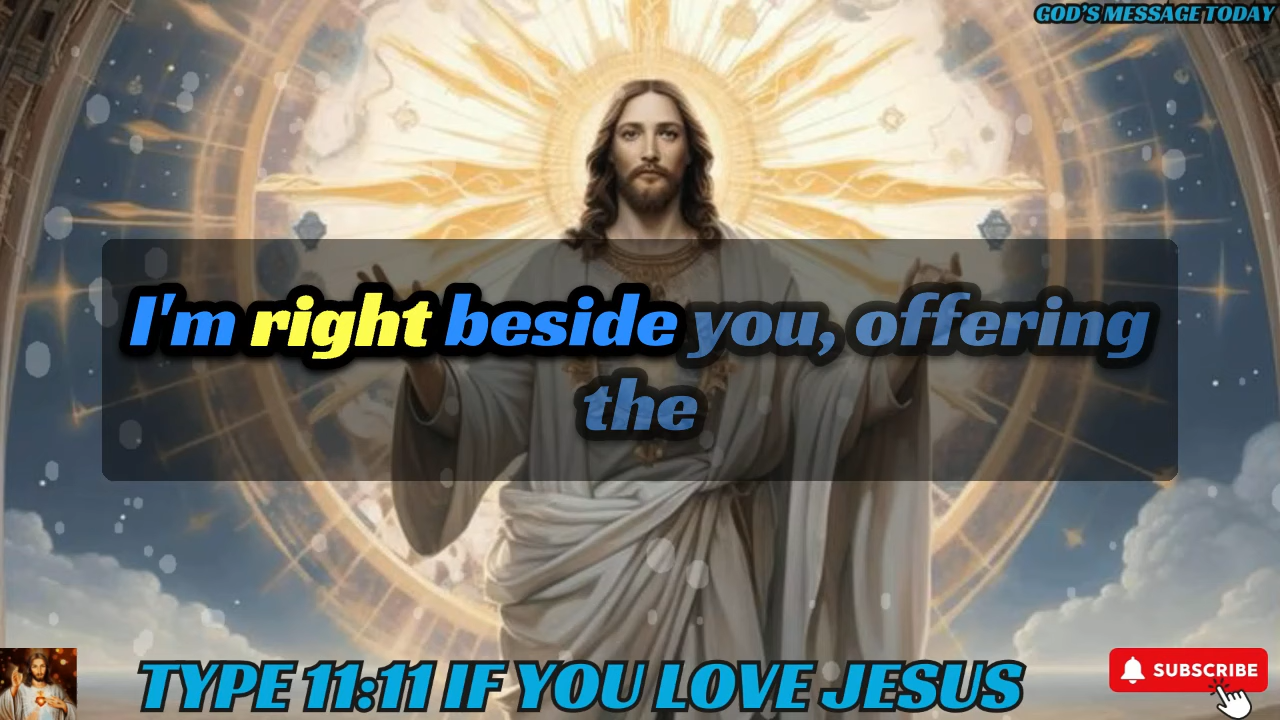 GOD'S MESSAGE TODAY
I'm right beside you, offering
the
TYPE 11:11 IF YOU LOVE JESUS
SUBSCRIBE